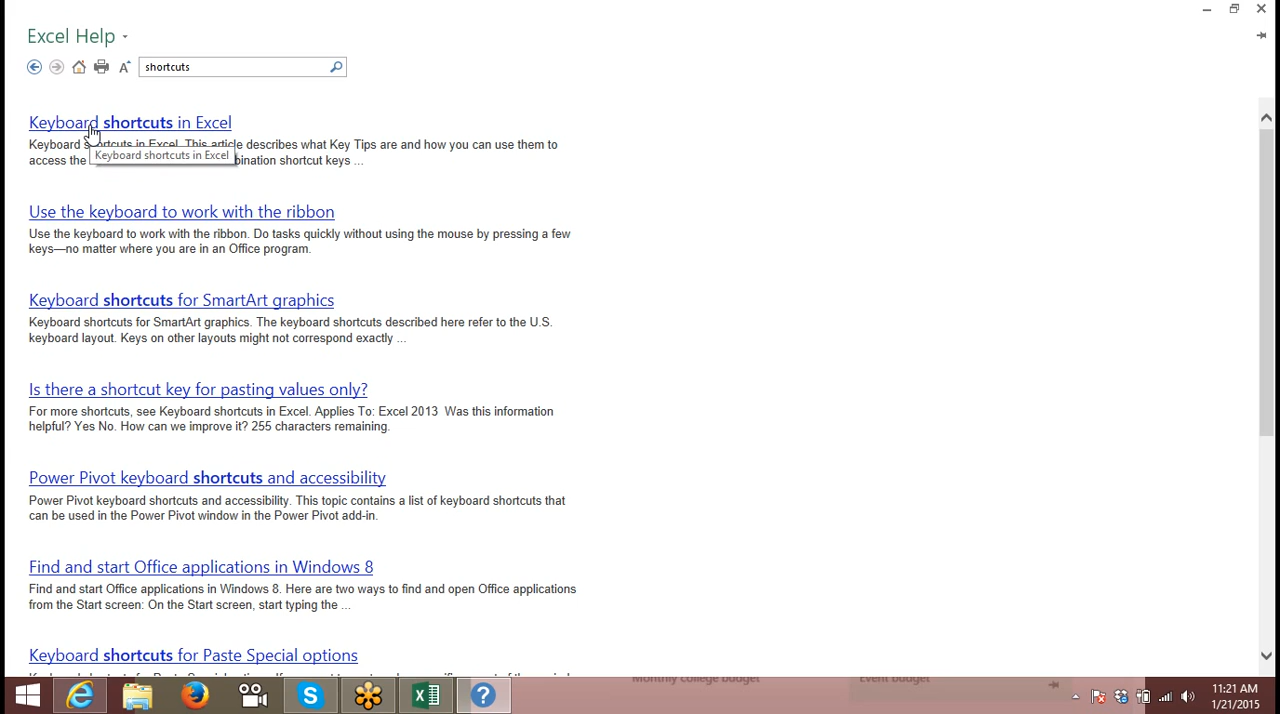 Excel Help
shortcuts
Keyboard shortcuts in Excel
Keyboard shortcuts in Excel. This article describes what Key Tips are and how you can use them to
access the
Keyboard shortcuts in Excel
bination shortcut keys ...
Use the keyboard to work with the ribbon
Use the keyboard to work with the ribbon. Do tasks quickly without using the mouse by pressing a few
keys—no matter where you are in an Office program.
Keyboard shortcuts for SmartArt graphics
Keyboard shortcuts for SmartArt graphics. The keyboard shortcuts described here refer to the U.S.
keyboard layout. Keys on other layouts might not correspond exactly ...
Is there a shortcut key for pasting values only?
For more shortcuts, see Keyboard shortcuts in Excel. Applies To: Excel 2013 Was this information
helpful? Yes No. How can we improve it? 255 characters remaining.
Power Pivot keyboard shortcuts and accessibility
Power Pivot keyboard shortcuts and accessibility. This topic contains a list of keyboard shortcuts that
can be used in the Power Pivot window in the Power Pivot add-in.
Find and start Office applications in Windows 8
Find and start Office applications in Windows 8. Here are two ways to find and open Office applications
from the Start screen: On the Start screen, start typing the ...
Keyboard shortcuts for Paste Special options
Monthly college budget
Event budget
11:21 AM
1/21/2015